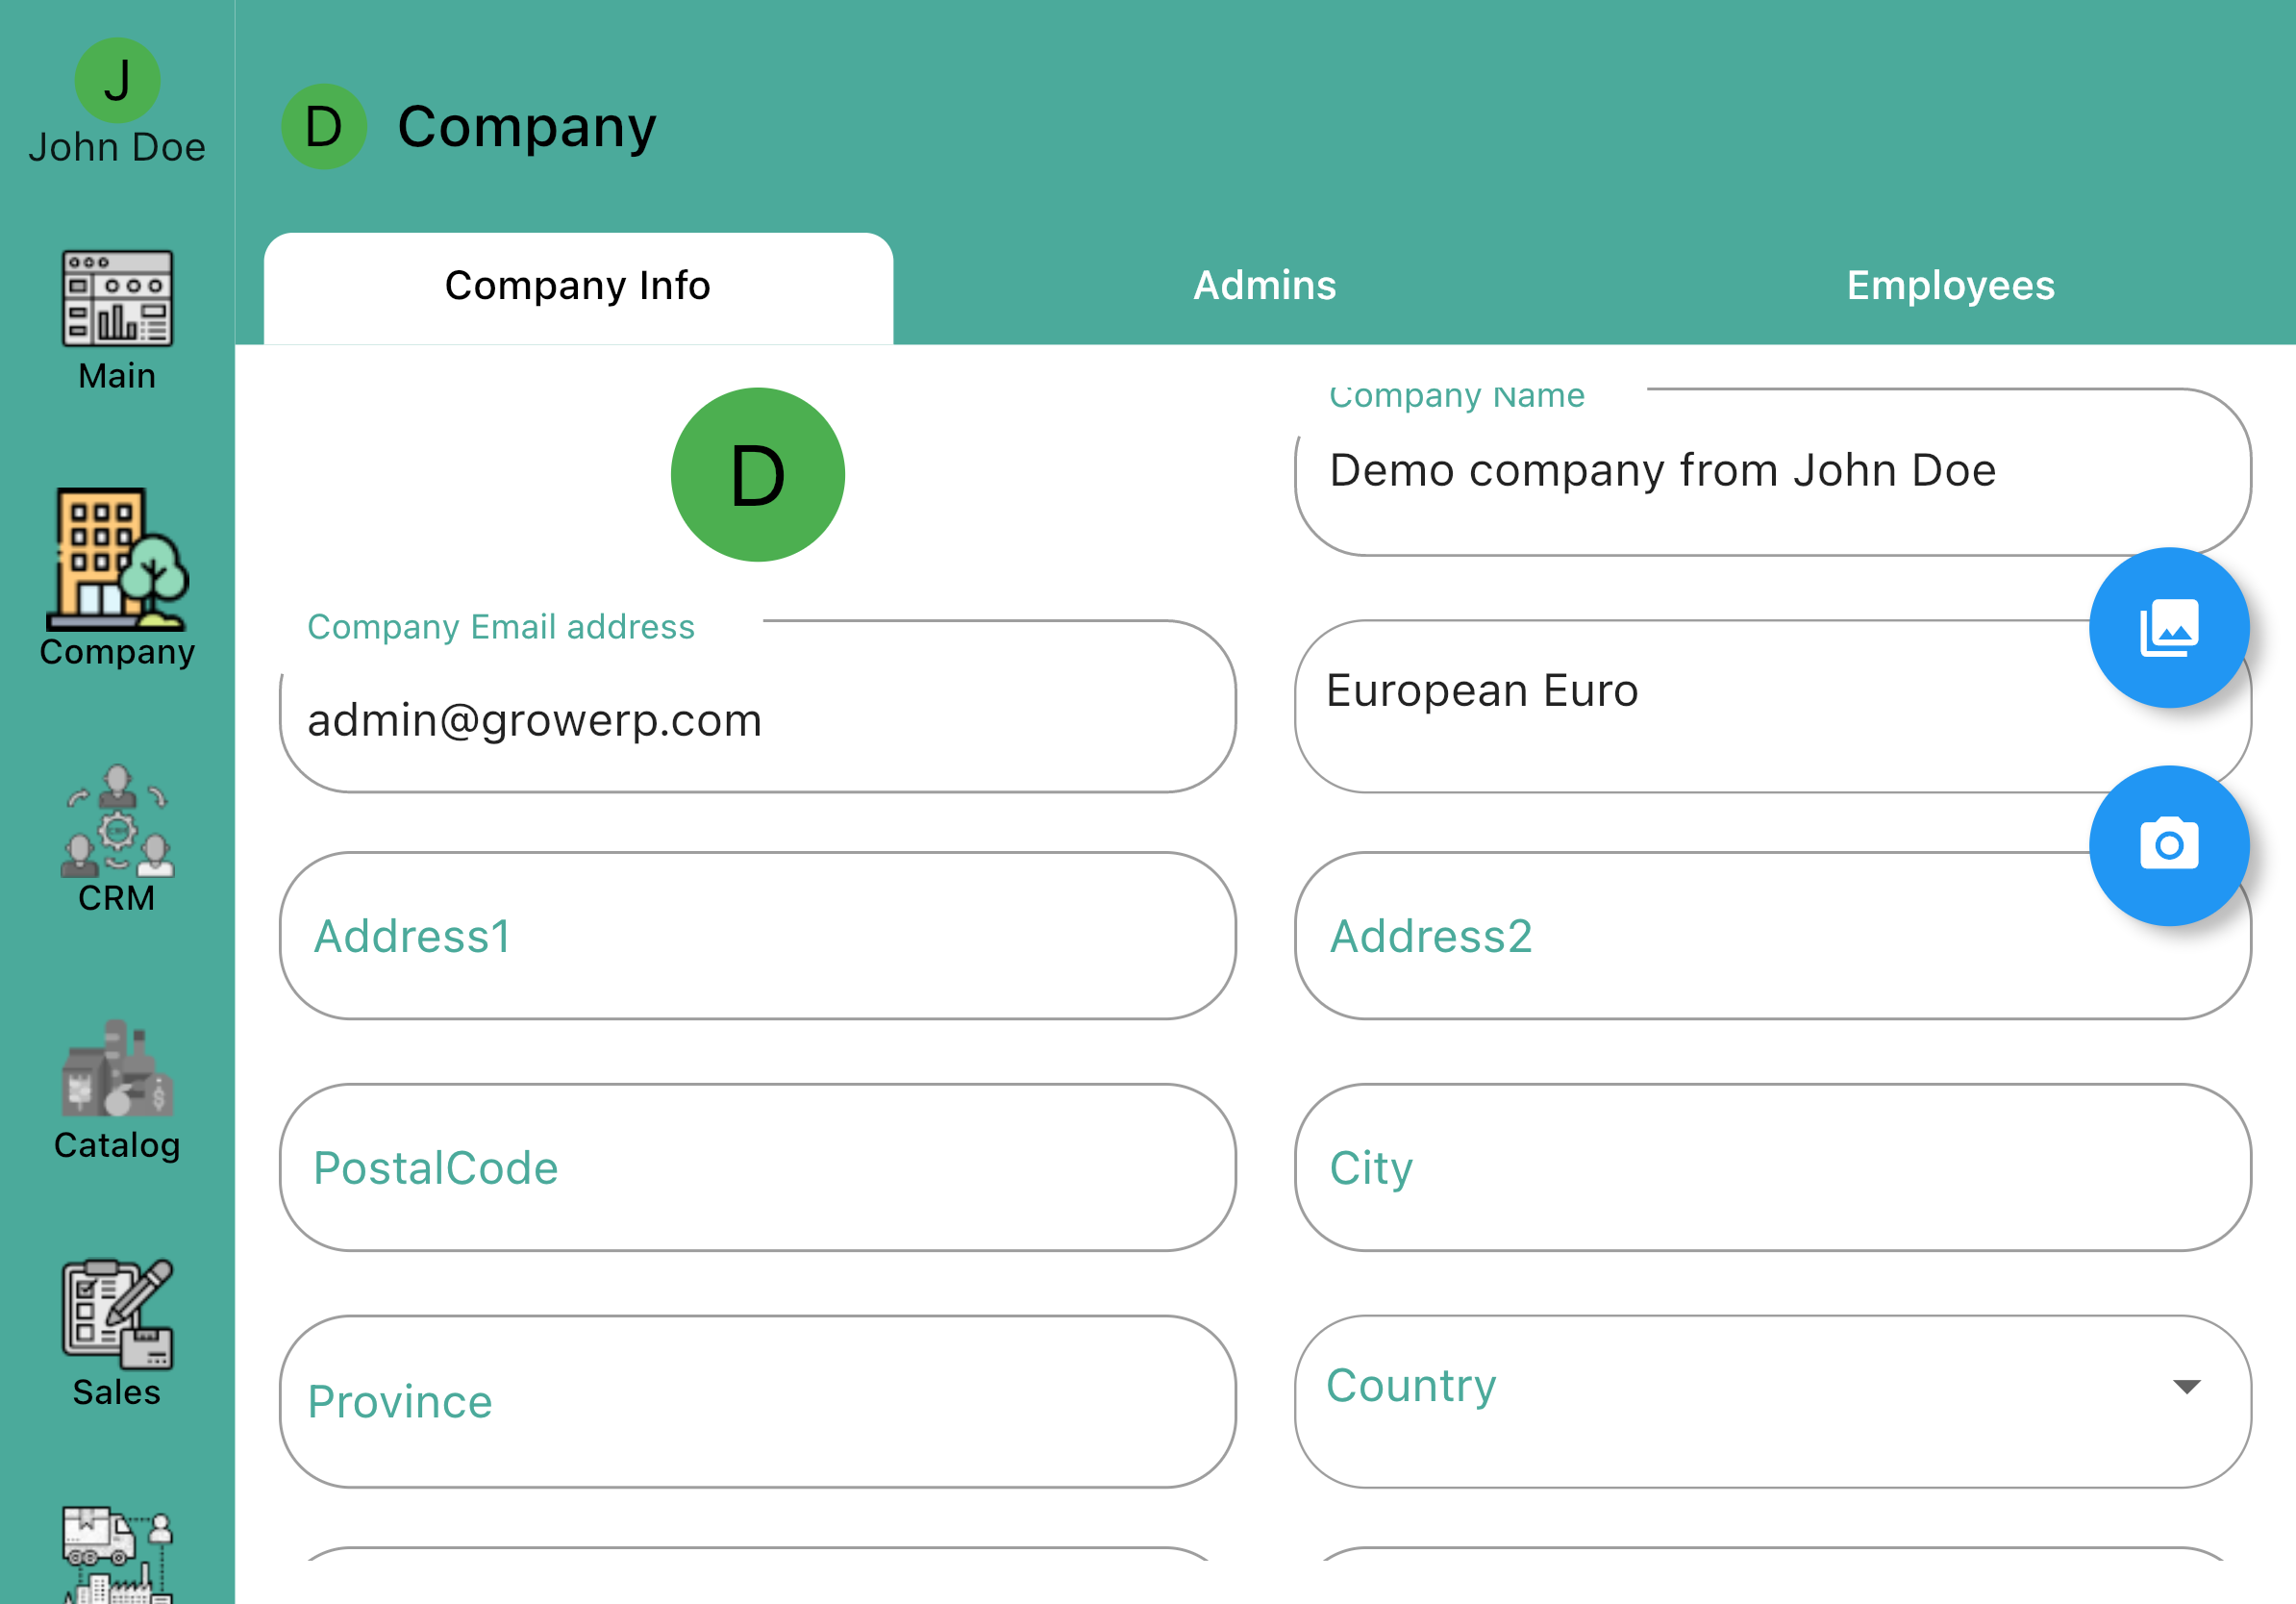 J
John Doe
Main
Company
CRM
Catalog
Sales
D Company
Company Info
Admins
Employees
D
Company Name
Demo company from John Doe
Company Email address
admin@growerp.com
European Euro
Address1
Address2
PostalCode
City
Province
Country